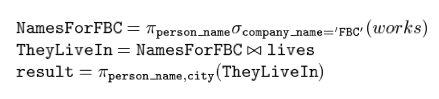 NamesForFBC = π_person_name σ_company_name='FBC' (works)
TheyLiveIn = NamesForFBC ⋈ lives
result = π_person_name,city (TheyLiveIn)